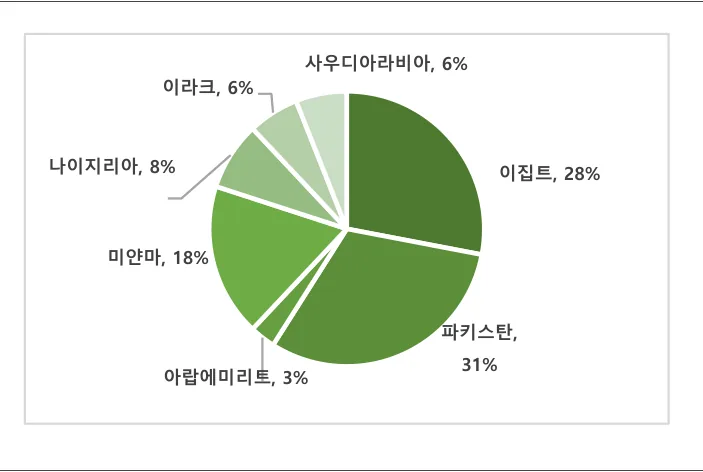 사우디아라비아, 6%
이라크, 6%
나이지리아, 8%
이집트, 28%
미얀마, 18%
파키스탄,
31%
아랍에미리트, 3%